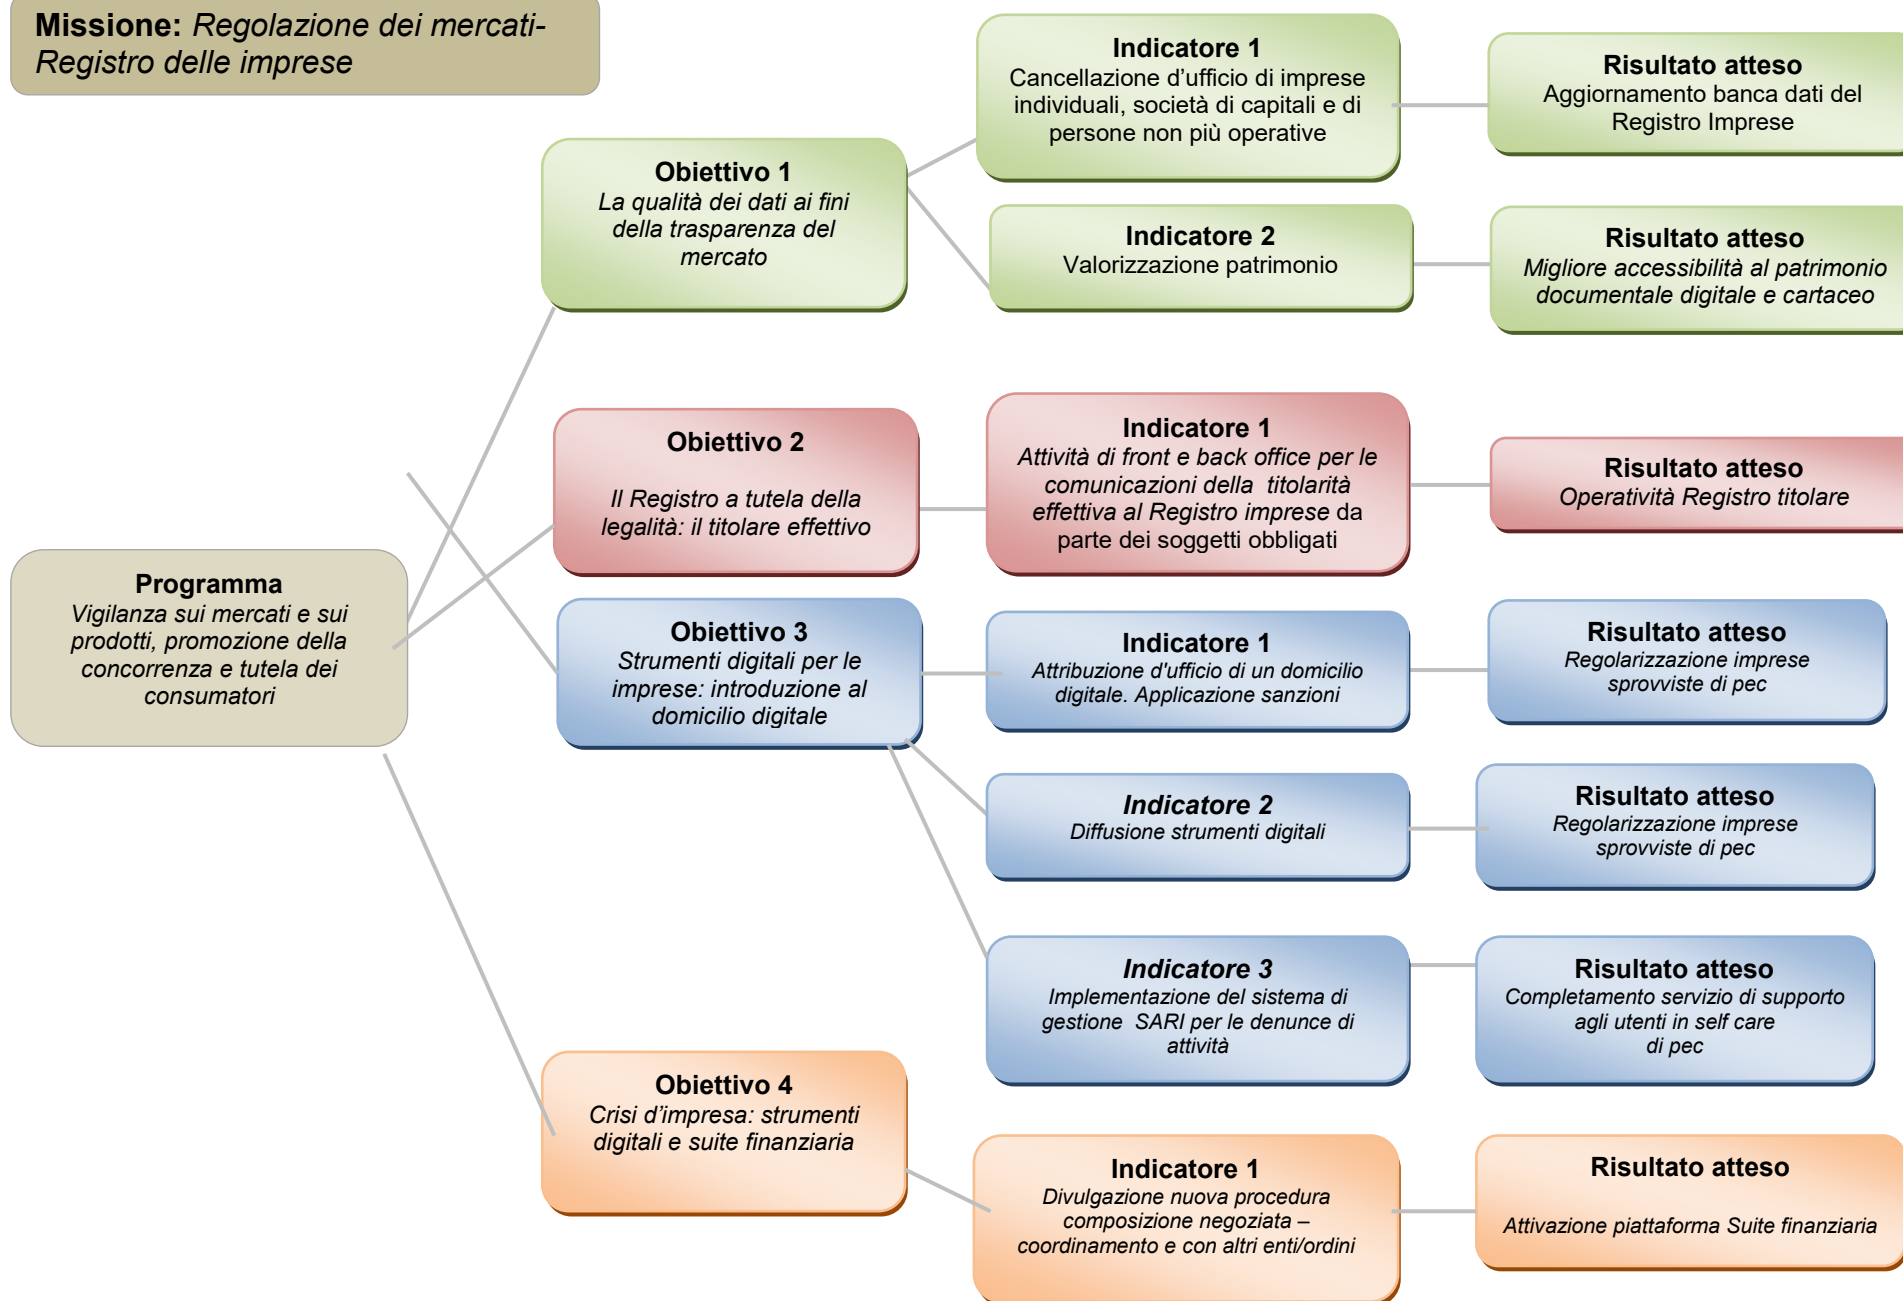 Missione: Regolazione dei mercati-
Registro delle imprese
Programma
Vigilanza sui mercati e sui
prodotti, promozione della
concorrenza e tutela dei
consumatori
Obiettivo 1
La qualità dei dati ai fini
della trasparenza del
mercato
Indicatore 1
Cancellazione d’ufficio di imprese
individuali, società di capitali e di
persone non più operative
Risultato atteso
Aggiornamento banca dati del
Registro Imprese
Indicatore 2
Valorizzazione patrimonio
Risultato atteso
Migliore accessibilità al patrimonio
documentale digitale e cartaceo
Obiettivo 2
Il Registro a tutela della
legalità: il titolare effettivo
Indicatore 1
Attività di front e back office per le
comunicazioni della  titolarità
effettiva al Registro imprese da
parte dei soggetti obbligati
Risultato atteso
Operatività Registro titolare
Obiettivo 3
Strumenti digitali per le
imprese: introduzione al
domicilio digitale
Indicatore 1
Attribuzione d'ufficio di un domicilio
digitale. Applicazione sanzioni
Risultato atteso
Regolarizzazione imprese
sprovviste di pec
Indicatore 2
Diffusione strumenti digitali
Risultato atteso
Regolarizzazione imprese
sprovviste di pec
Indicatore 3
Implementazione del sistema di
gestione  SARI per le denunce di
attività
Risultato atteso
Completamento servizio di supporto
agli utenti in self care
di pec
Obiettivo 4
Crisi d’impresa: strumenti
digitali e suite finanziaria
Indicatore 1
Divulgazione nuova procedura
composizione negoziata –
coordinamento e con altri enti/ordini
Risultato atteso
Attivazione piattaforma Suite finanziaria